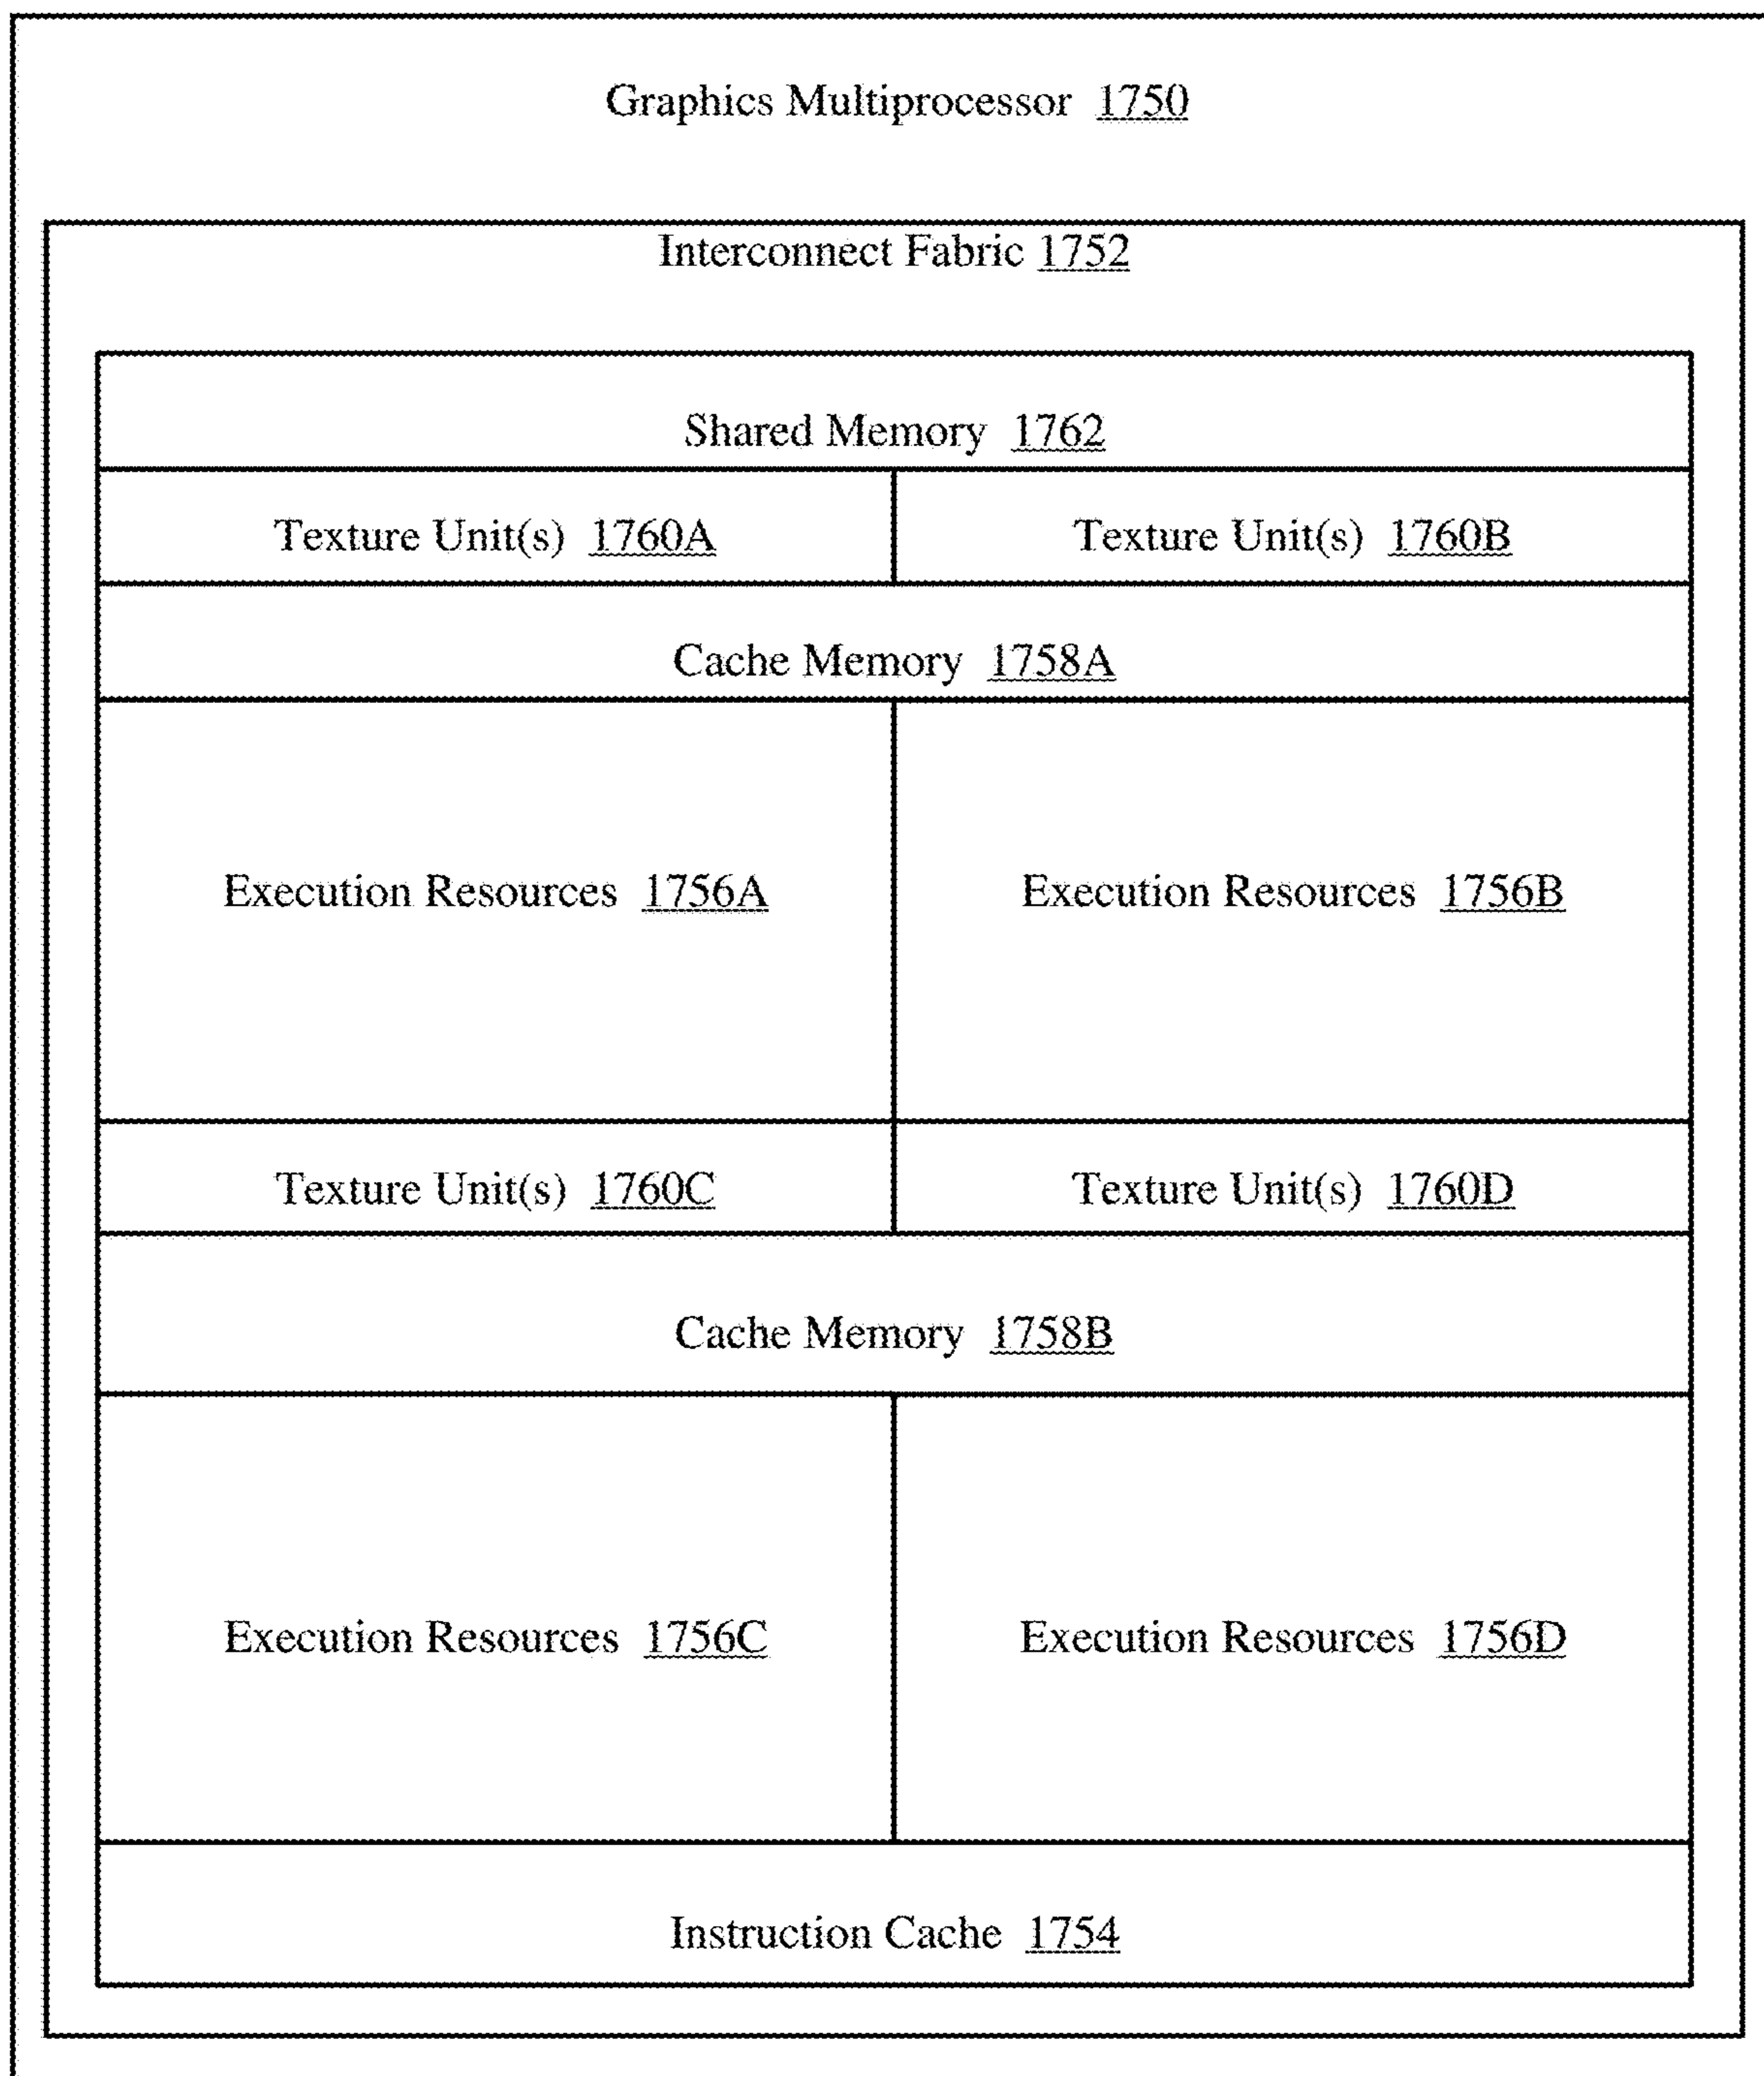 Graphics Multiprocessor 1750
Interconnect Fabric 1752
Shared Memory 1762
Texture Unit(s) 1760A
Texture Unit(s) 1760B
Cache Memory 1758A
Execution Resources 1756A
Execution Resources 1756B
Texture Unit(s) 1760C
Texture Unit(s) 1760D
Cache Memory 1758B
Execution Resources 1756C
Execution Resources 1756D
Instruction Cache 1754